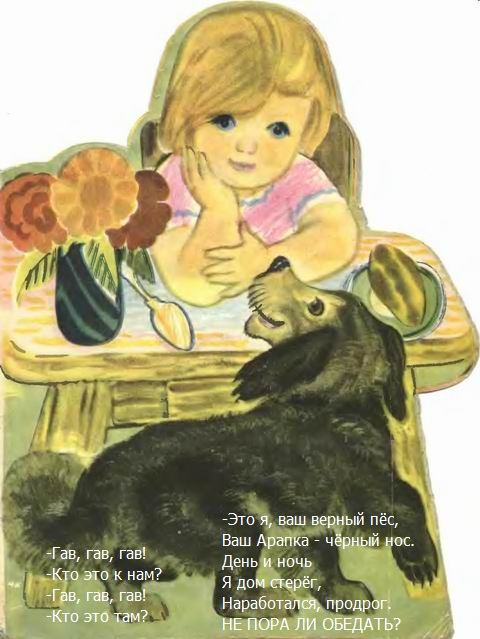 -Гав, гав, гав!
-Кто это к нам?
-Гав, гав, гав!
-Кто это там?
-Это я, ваш верный пёс,
Ваш Арапка - чёрный нос.
День и ночь
Я дом стерёг,
Наработался, продрог.
НЕ ПОРА ЛИ ОБЕДАТЬ?